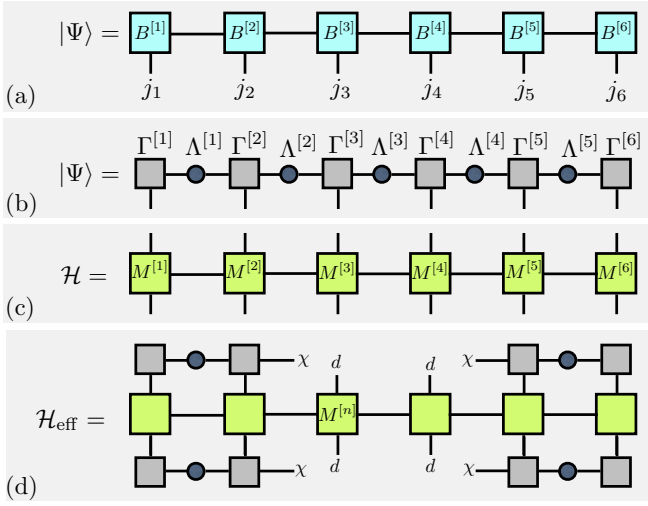 |Ψ⟩ = B^[1] B^[2] B^[3] B^[4] B^[5] B^[6]
(a) j₁ j₂ j₃ j₄ j₅ j₆
Γ^[1] Λ^[1] Γ^[2] Λ^[2] Γ^[3] Λ^[3] Γ^[4] Λ^[4] Γ^[5] Λ^[5] Γ^[6]
|Ψ⟩ =
(b)
ℋ = M^[1] M^[2] M^[3] M^[4] M^[5] M^[6]
(c)
χ d d χ
ℋ_eff = M^[n]
χ d d χ
(d)